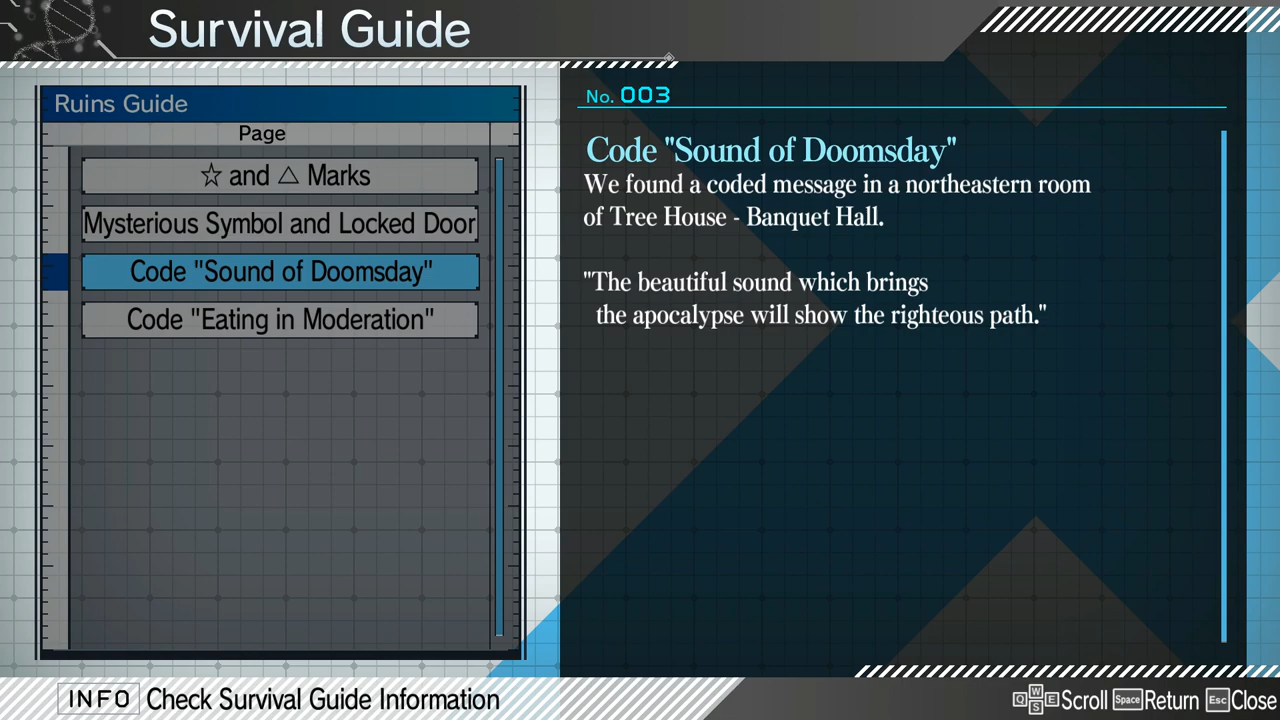 Survival Guide
Ruins Guide
Page
☆ and △ Marks
Mysterious Symbol and Locked Door
Code "Sound of Doomsday"
Code "Eating in Moderation"
No. 003
Code "Sound of Doomsday"
We found a coded message in a northeastern room
of Tree House - Banquet Hall.
"The beautiful sound which brings
the apocalypse will show the righteous path."
INFO Check Survival Guide Information
Q W S E Scroll Space Return Esc Close